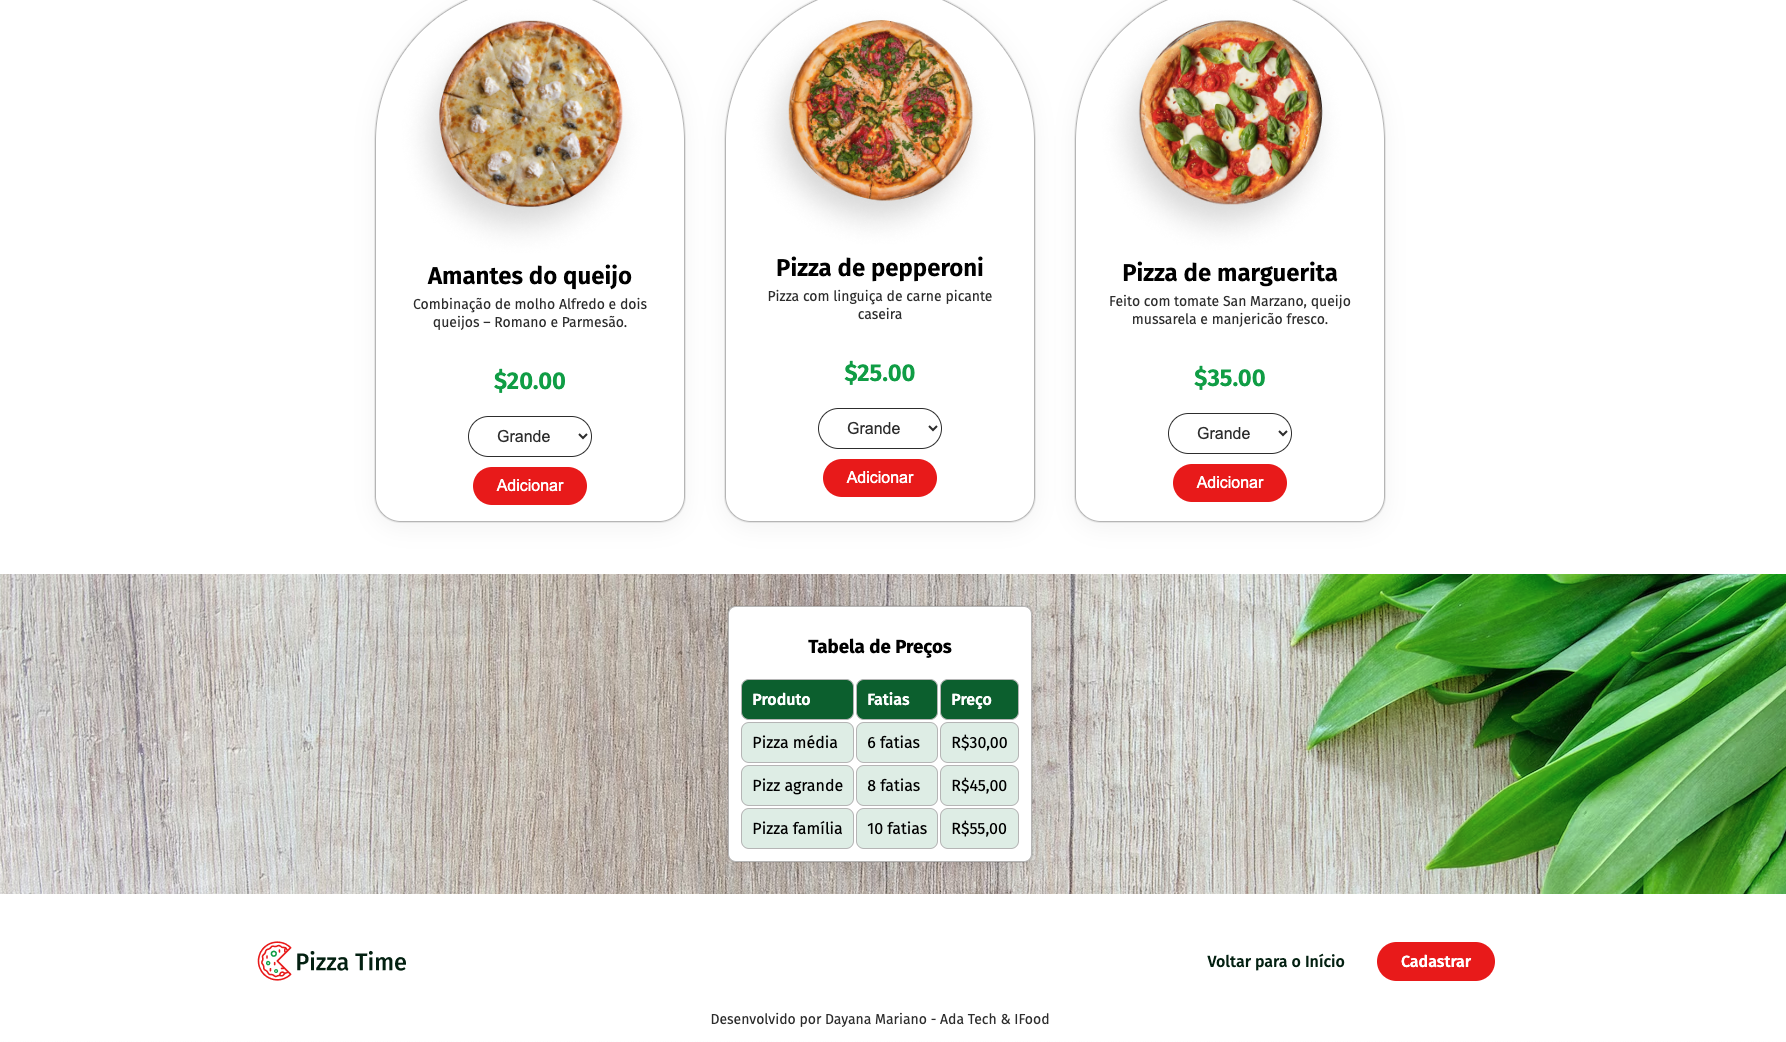 Amantes do queijo
Combinação de molho Alfredo e dois
queijos – Romano e Parmesão.
$20.00
Grande
Adicionar
Pizza de pepperoni
Pizza com linguiça de carne picante
caseira
$25.00
Grande
Adicionar
Pizza de marguerita
Feito com tomate San Marzano, queijo
mussarela e manjericão fresco.
$35.00
Grande
Adicionar
Tabela de Preços
Produto Fatias Preço
Pizza média 6 fatias R$30,00
Pizz agrande 8 fatias R$45,00
Pizza família 10 fatias R$55,00
Pizza Time
Voltar para o Início
Cadastrar
Desenvolvido por Dayana Mariano - Ada Tech & IFood